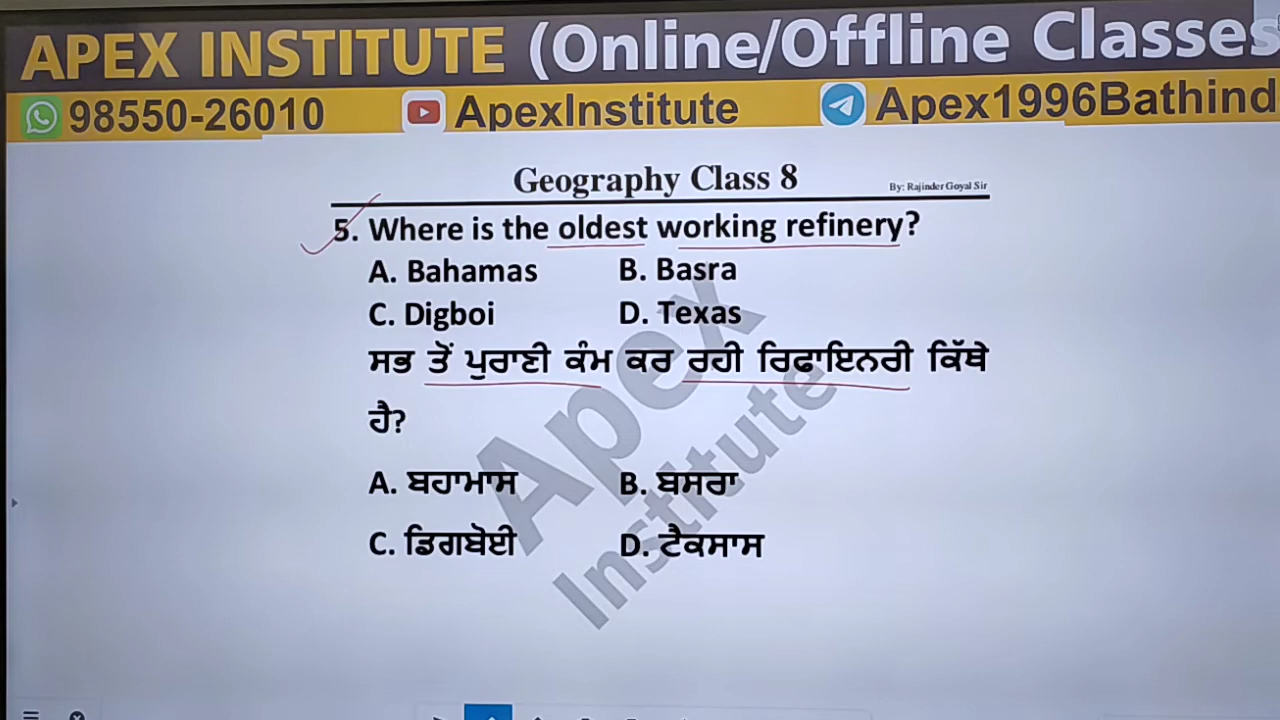 APEX INSTITUTE (Online/Offline Classes
98550-26010 ApexInstitute Apex1996Bathind
Geography Class 8
By: Rajinder Goyal Sir
5. Where is the oldest working refinery?
A. Bahamas B. Basra
C. Digboi D. Texas
ਸਭ ਤੋਂ ਪੁਰਾਣੀ ਕੰਮ ਕਰ ਰਹੀ ਰਿਫਾਇਨਰੀ ਕਿੱਥੇ
ਹੈ?
A. ਬਹਾਮਾਸ B. ਬਸਰਾ
C. ਡਿਗਬੋਈ D. ਟੈਕਸਾਸ
Apex
Institute